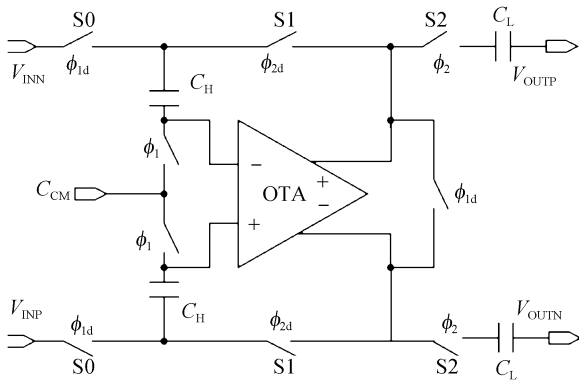 S0
S1
S2
C_L
V_INN
ϕ_1d
ϕ_2d
ϕ_2
V_OUTP
C_H
ϕ_1
−
C_CM
OTA
+
−
ϕ_1d
ϕ_1
+
C_H
V_INP
ϕ_1d
ϕ_2d
ϕ_2
V_OUTN
S0
S1
S2
C_L